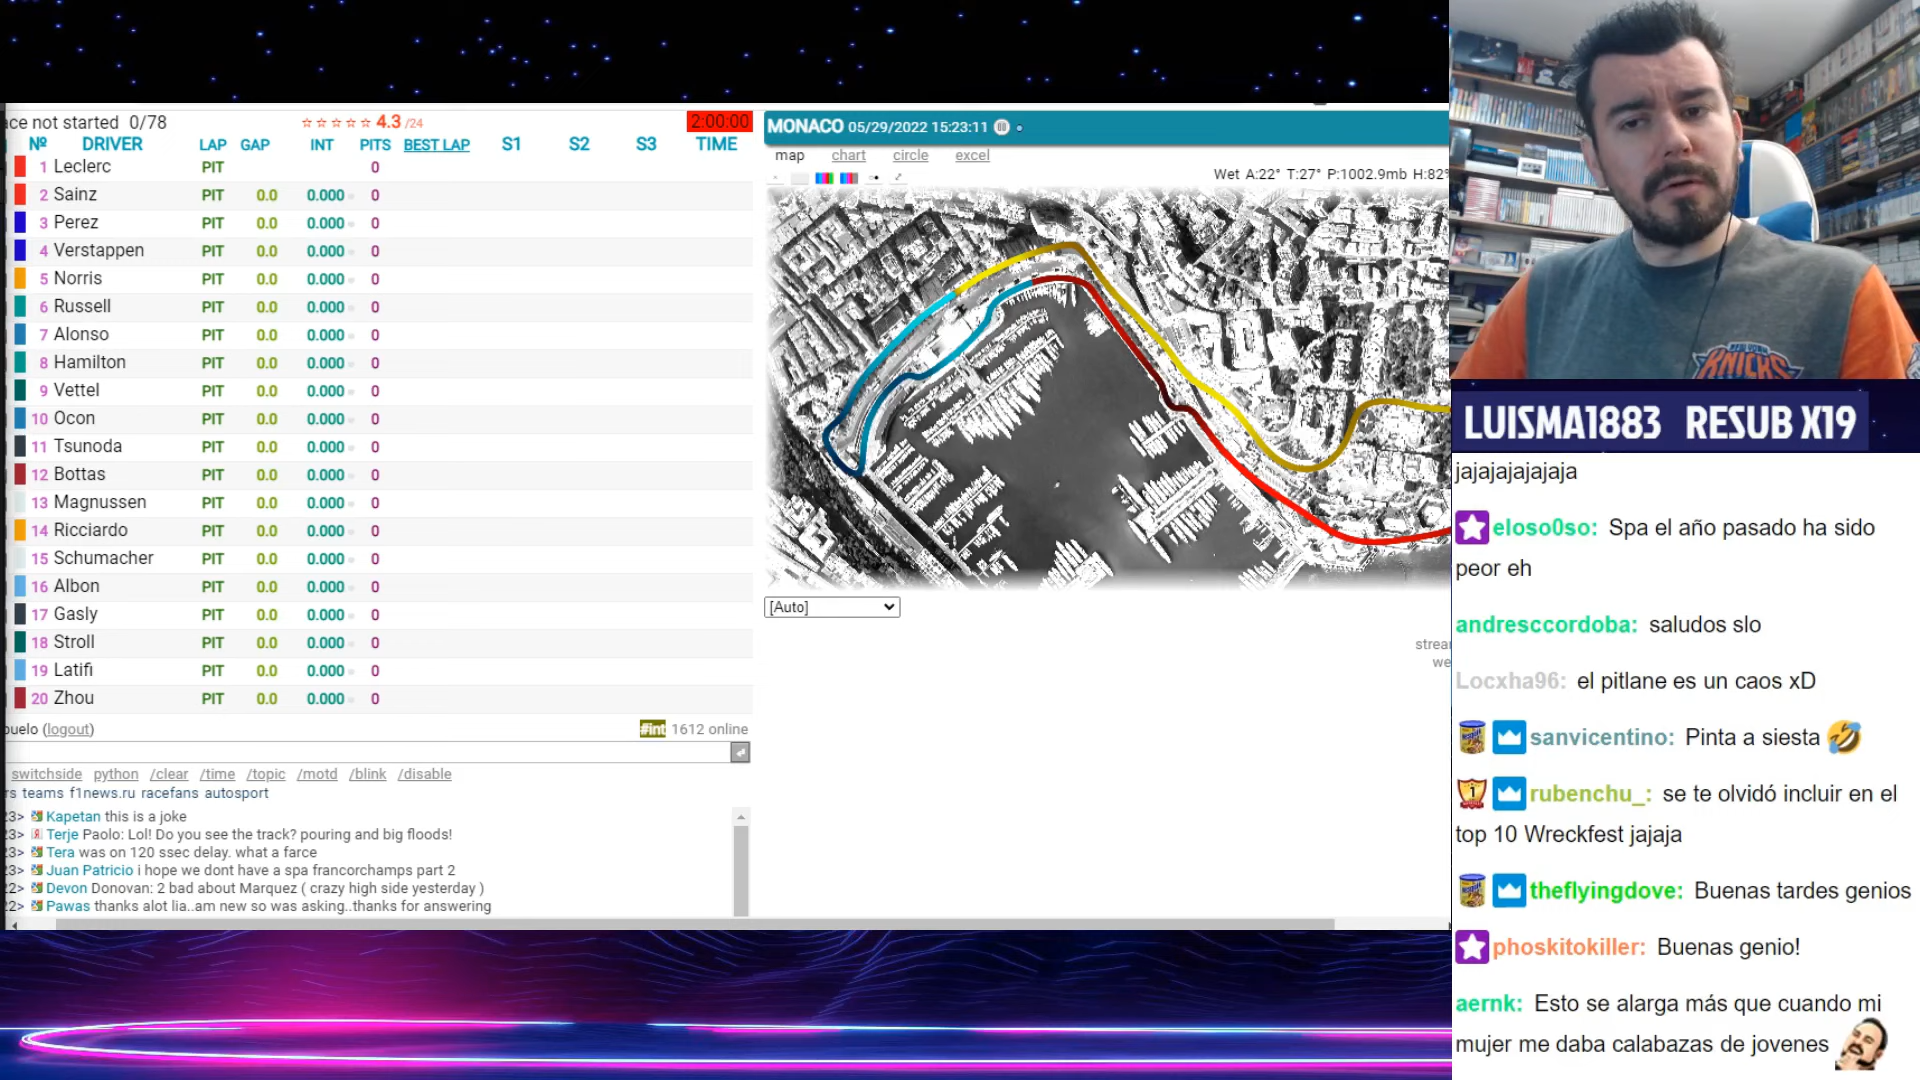 ace not started 0/78
☆☆☆☆☆ 4.3 /24
2:00:00
Nº DRIVER LAP GAP INT PITS BEST LAP S1 S2 S3 TIME
1 Leclerc PIT 0
2 Sainz PIT 0.0 0.000 0
3 Perez PIT 0.0 0.000 0
4 Verstappen PIT 0.0 0.000 0
5 Norris PIT 0.0 0.000 0
6 Russell PIT 0.0 0.000 0
7 Alonso PIT 0.0 0.000 0
8 Hamilton PIT 0.0 0.000 0
9 Vettel PIT 0.0 0.000 0
10 Ocon PIT 0.0 0.000 0
11 Tsunoda PIT 0.0 0.000 0
12 Bottas PIT 0.0 0.000 0
13 Magnussen PIT 0.0 0.000 0
14 Ricciardo PIT 0.0 0.000 0
15 Schumacher PIT 0.0 0.000 0
16 Albon PIT 0.0 0.000 0
17 Gasly PIT 0.0 0.000 0
18 Stroll PIT 0.0 0.000 0
19 Latifi PIT 0.0 0.000 0
20 Zhou PIT 0.0 0.000 0
ouelo (logout)
#int 1612 online
switchside python /clear /time /topic /motd /blink /disable
rs teams f1news.ru racefans autosport
23> Kapetan this is a joke
23> Terje Paolo: Lol! Do you see the track? pouring and big floods!
23> Tera was on 120 ssec delay. what a farce
23> Juan Patricio i hope we dont have a spa francorchamps part 2
22> Devon Donovan: 2 bad about Marquez ( crazy high side yesterday )
22> Pawas thanks alot lia..am new so was asking..thanks for answering
MONACO 05/29/2022 15:23:11
map chart circle excel
Wet A:22° T:27° P:1002.9mb H:82%
[Auto]
strea
we
KNICKS
LUISMA1883 RESUB X19
jajajajajajaja
eloso0so: Spa el año pasado ha sido
peor eh
andresccordoba: saludos slo
Locxha96: el pitlane es un caos xD
sanvicentino: Pinta a siesta
rubenchu_: se te olvidó incluir en el
top 10 Wreckfest jajaja
theflyingdove: Buenas tardes genios
phoskitokiller: Buenas genio!
aernk: Esto se alarga más que cuando mi
mujer me daba calabazas de jovenes